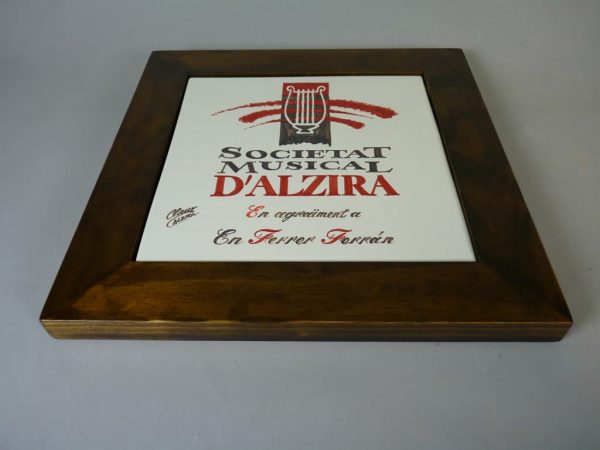 SOCIETAT
MUSICAL
D'ALZIRA
En agraïment a
En Ferrer Ferrán